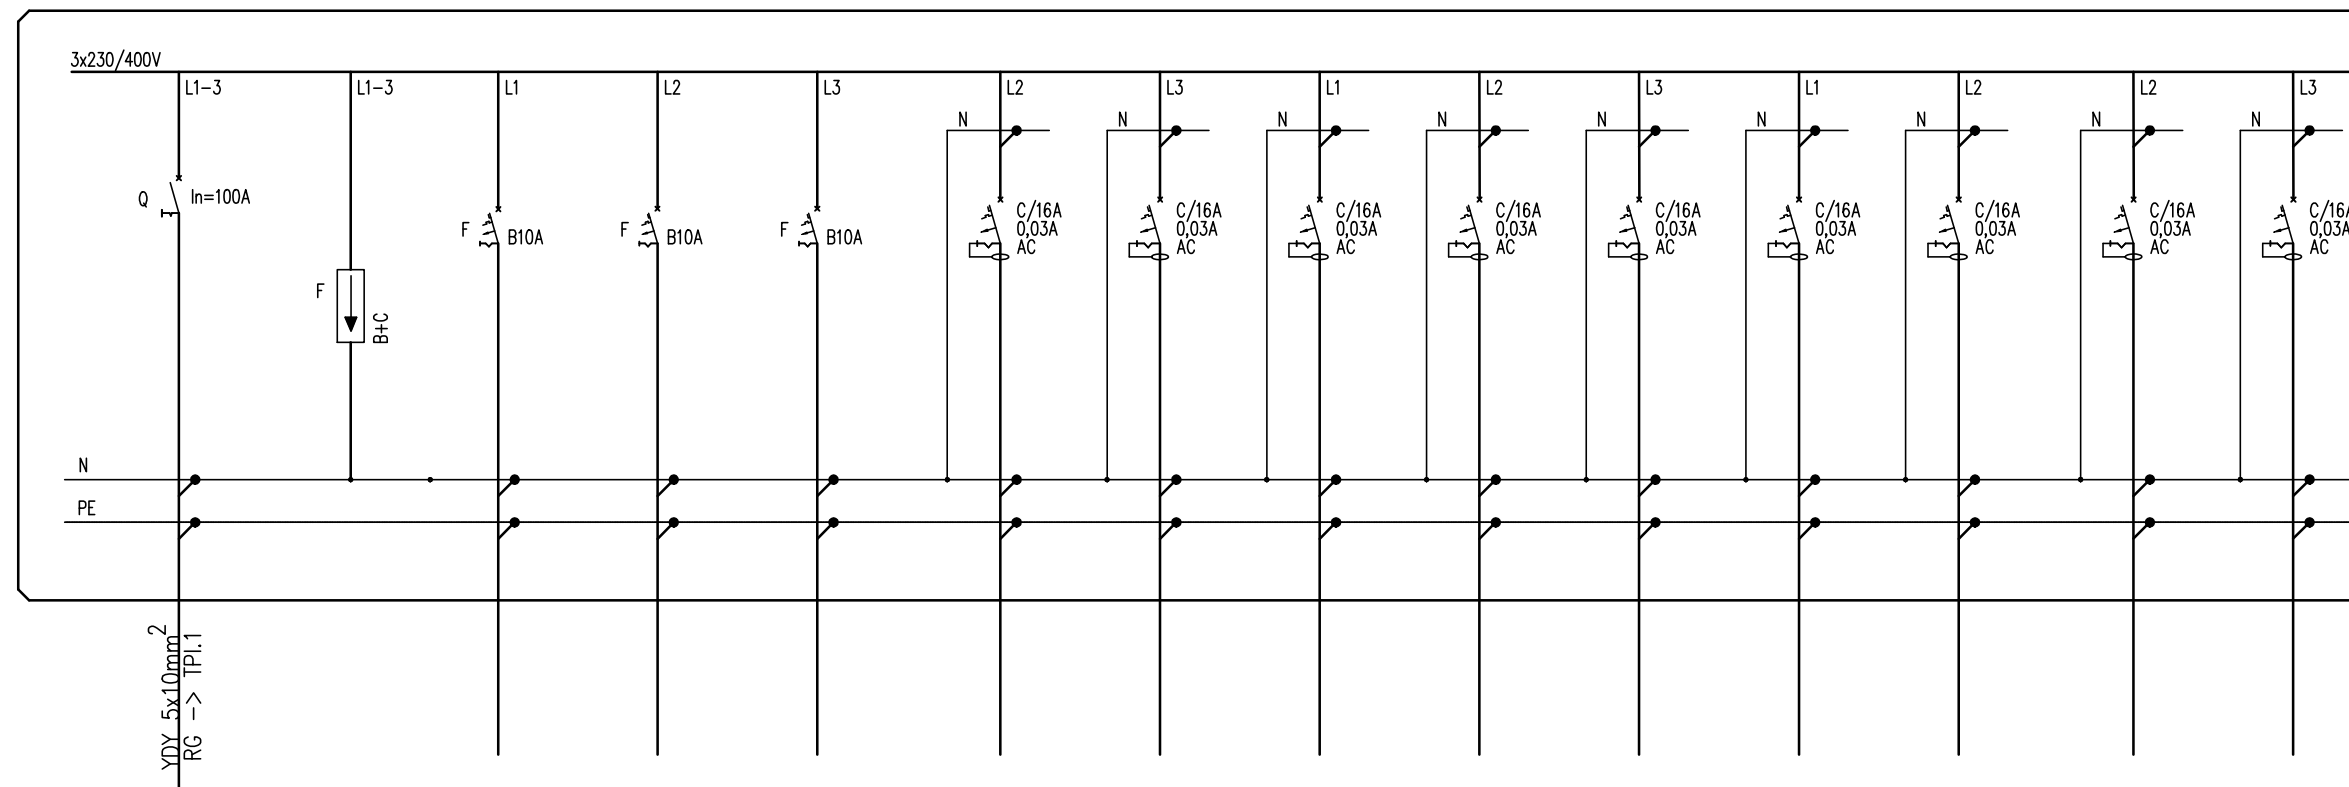 3x230/400V
L1-3
L1-3
L1
L2
L3
L2
L3
L1
L2
L3
L1
L2
L2
L3
N
N
N
N
N
N
N
N
N
Q
In=100A
F
B10A
F
B10A
F
B10A
C/16A
0,03A
AC
C/16A
0,03A
AC
C/16A
0,03A
AC
C/16A
0,03A
AC
C/16A
0,03A
AC
C/16A
0,03A
AC
C/16A
0,03A
AC
C/16A
0,03A
AC
C/16A
0,03A
AC
F
B+C
N
PE
YDY 5x10mm²
RG -> TPI.1